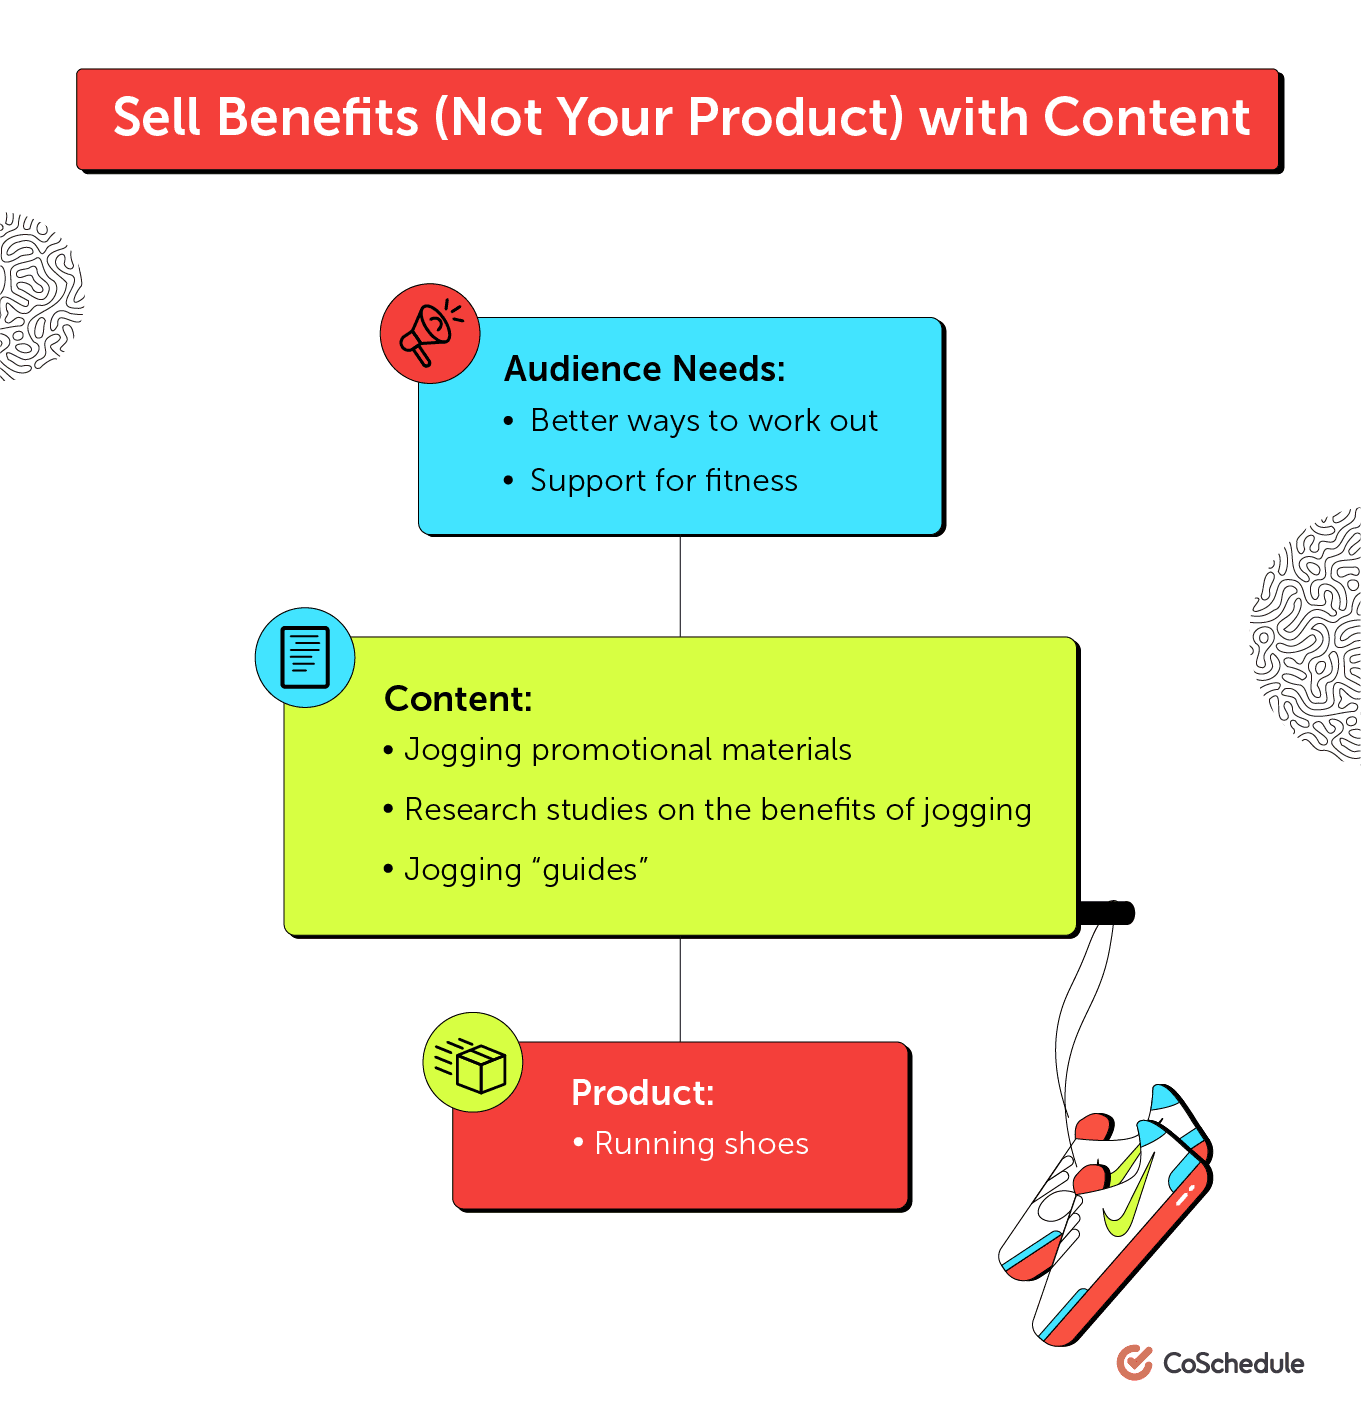 Sell Benefits (Not Your Product) with Content
Audience Needs:
• Better ways to work out
• Support for fitness
Content:
• Jogging promotional materials
• Research studies on the benefits of jogging
• Jogging “guides”
Product:
• Running shoes
CoSchedule